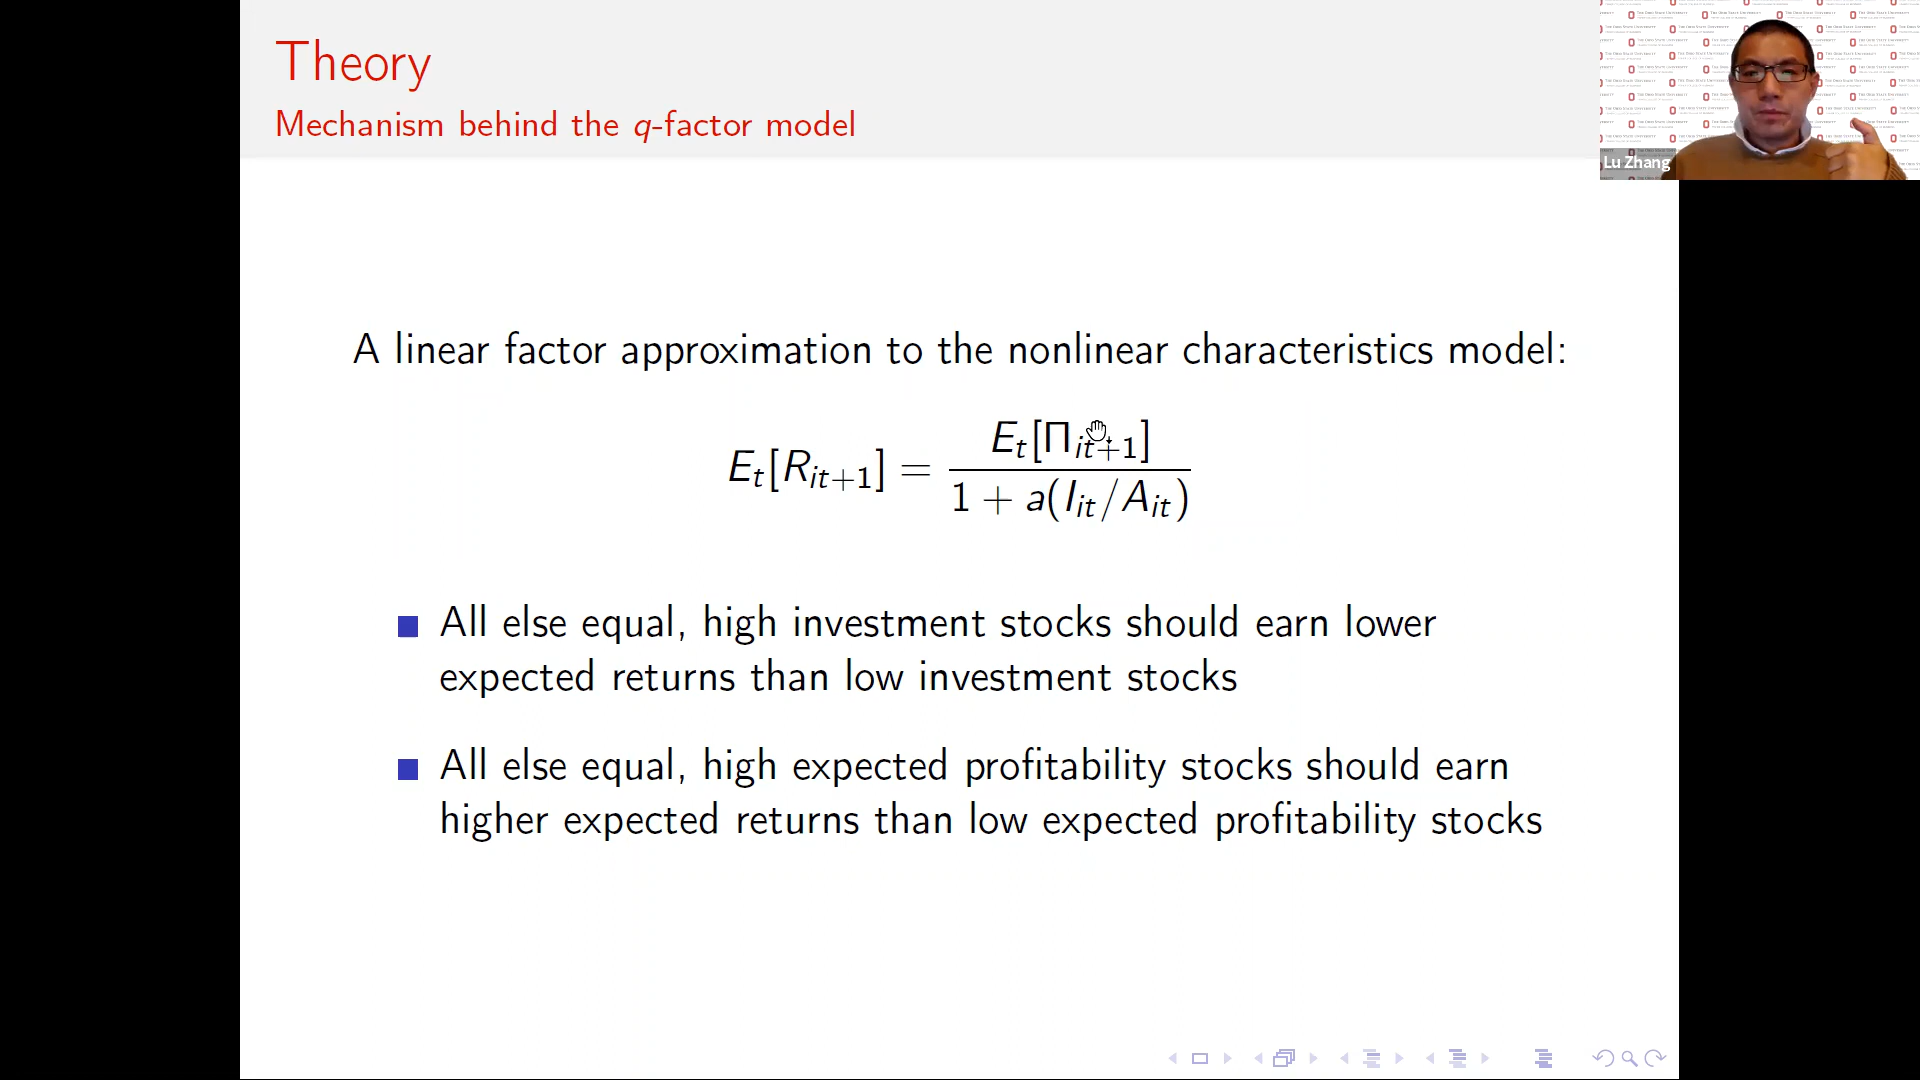 Theory
Mechanism behind the q-factor model
Lu Zhang
A linear factor approximation to the nonlinear characteristics model:
E_t[R_{it+1}] = E_t[Π_{it+1}] / 1 + a(I_{it}/A_{it})
All else equal, high investment stocks should earn lower
expected returns than low investment stocks
All else equal, high expected profitability stocks should earn
higher expected returns than low expected profitability stocks